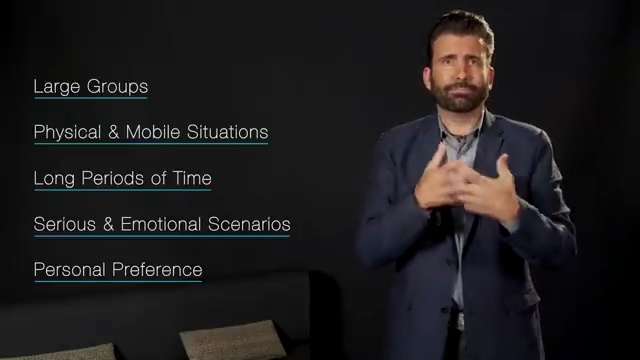 Large Groups
Physical & Mobile Situations
Long Periods of Time
Serious & Emotional Scenarios
Personal Preference